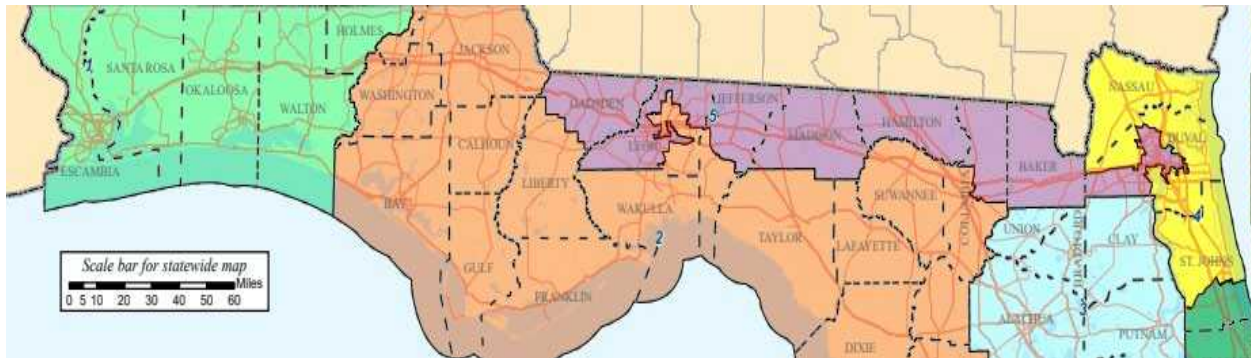 HOLMES
JACKSON
1
SANTA ROSA
OKALOOSA
WASHINGTON
WALTON
NASSAU
GADSDEN
JEFFERSON
5
HAMILTON
DUVAL
MADISON
LEON
CALHOUN
BAKER
ESCAMBIA
LIBERTY
SUWANNEE
COLUMBIA
BAY
WAKULLA
4
UNION
BRADFORD
CLAY
2
TAYLOR
LAFAYETTE
ST. JOHNS
Scale bar for statewide map
Miles
0 5 10 20 30 40 50 60
GULF
FRANKLIN
ALACHUA
PUTNAM
DIXIE